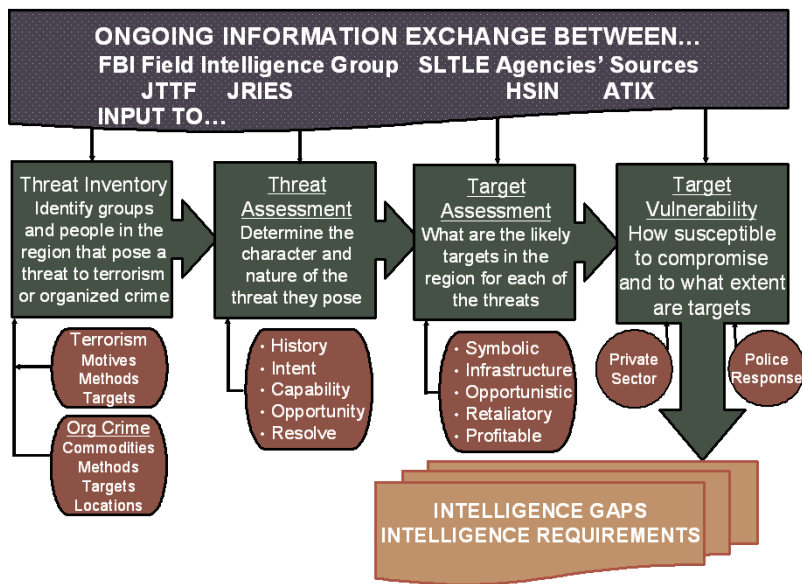 ONGOING INFORMATION EXCHANGE BETWEEN…
FBI Field Intelligence Group SLTLE Agencies' Sources
JTTF JRIES HSIN ATIX
INPUT TO…
Threat Inventory
Identify groups
and people in the
region that pose a
threat to terrorism
or organized crime
Threat
Assessment
Determine the
character and
nature of the
threat they pose
Target
Assessment
What are the likely
targets in the
region for each of
the threats
Target
Vulnerability
How susceptible
to compromise
and to what extent
are targets
Terrorism
Motives
Methods
Targets
Org Crime
Commodities
Methods
Targets
Locations
· History
· Intent
· Capability
· Opportunity
· Resolve
· Symbolic
· Infrastructure
· Opportunistic
· Retaliatory
· Profitable
Private
Sector
Police
Response
INTELLIGENCE GAPS
INTELLIGENCE REQUIREMENTS